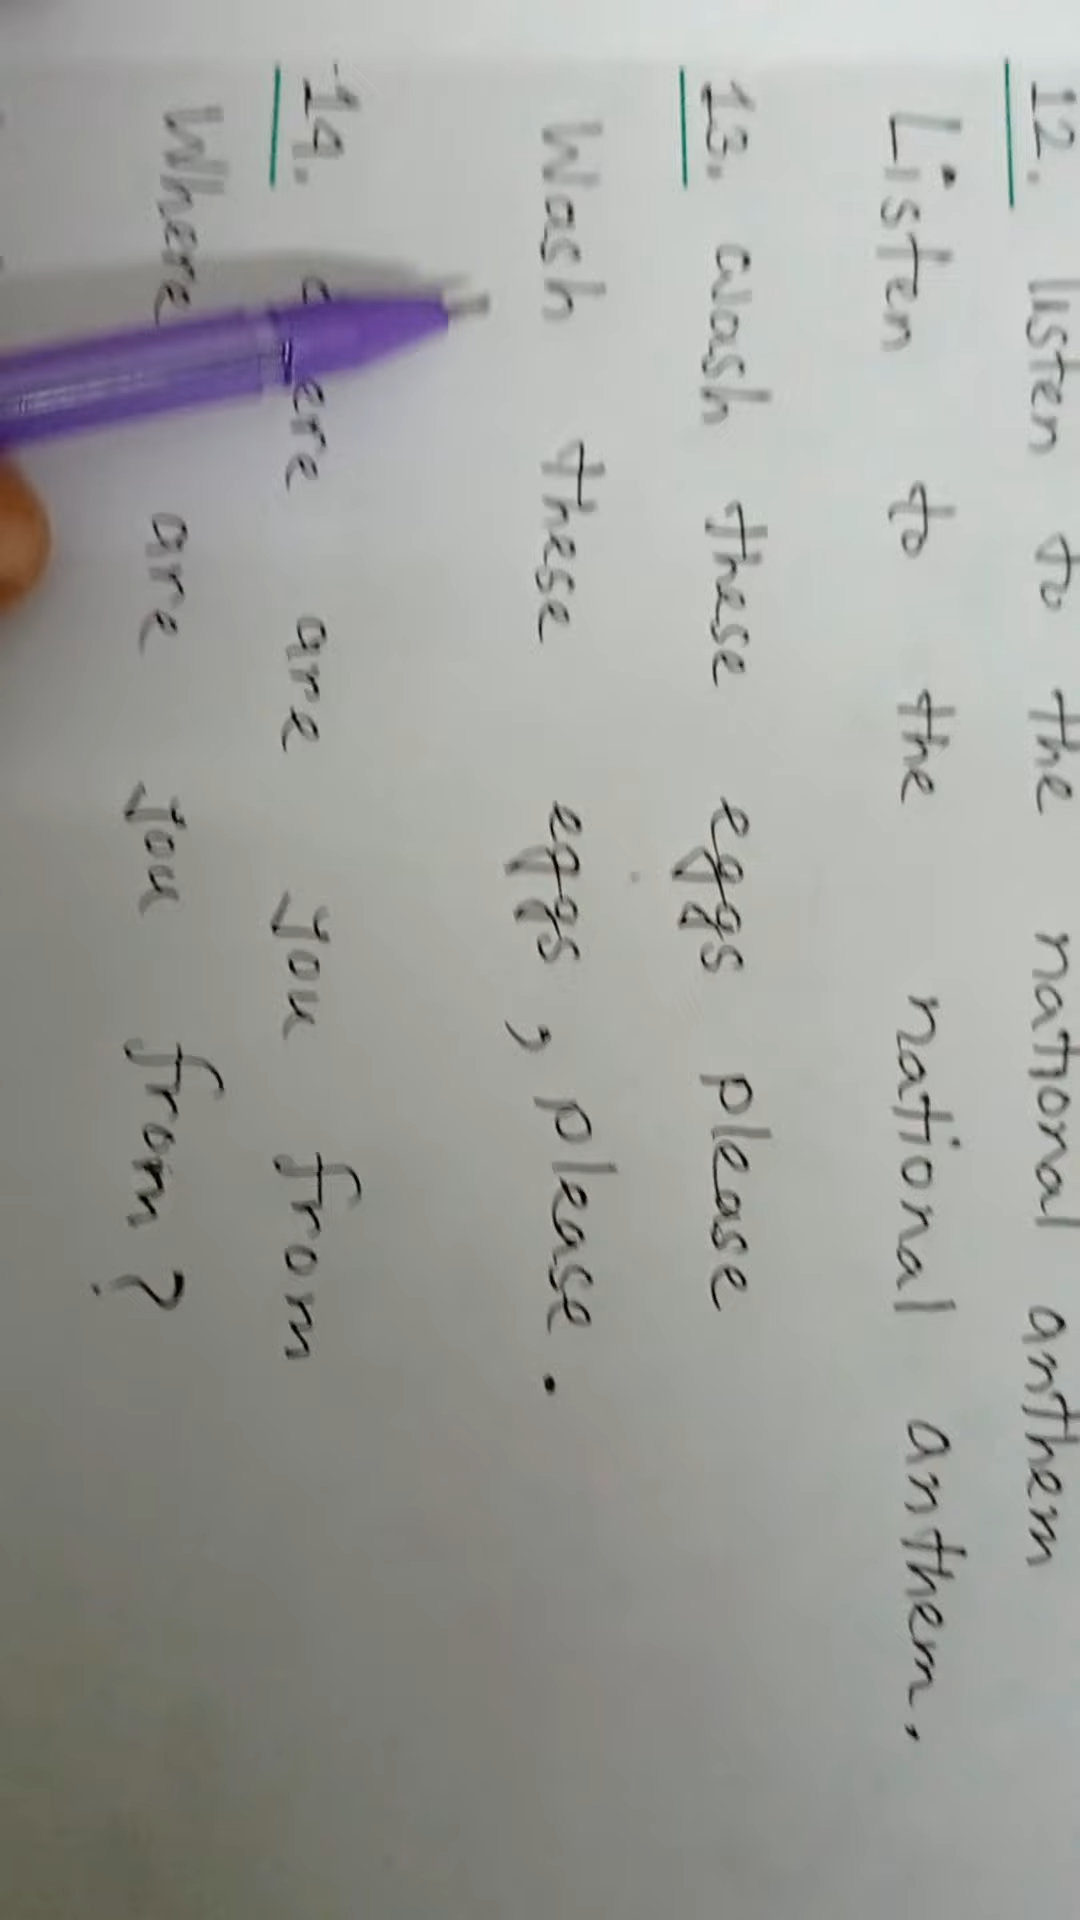 12. listen to the national anthem
Listen to the national anthem.
13. wash these eggs please
Wash these eggs, please.
14. are you from
Where are you from?